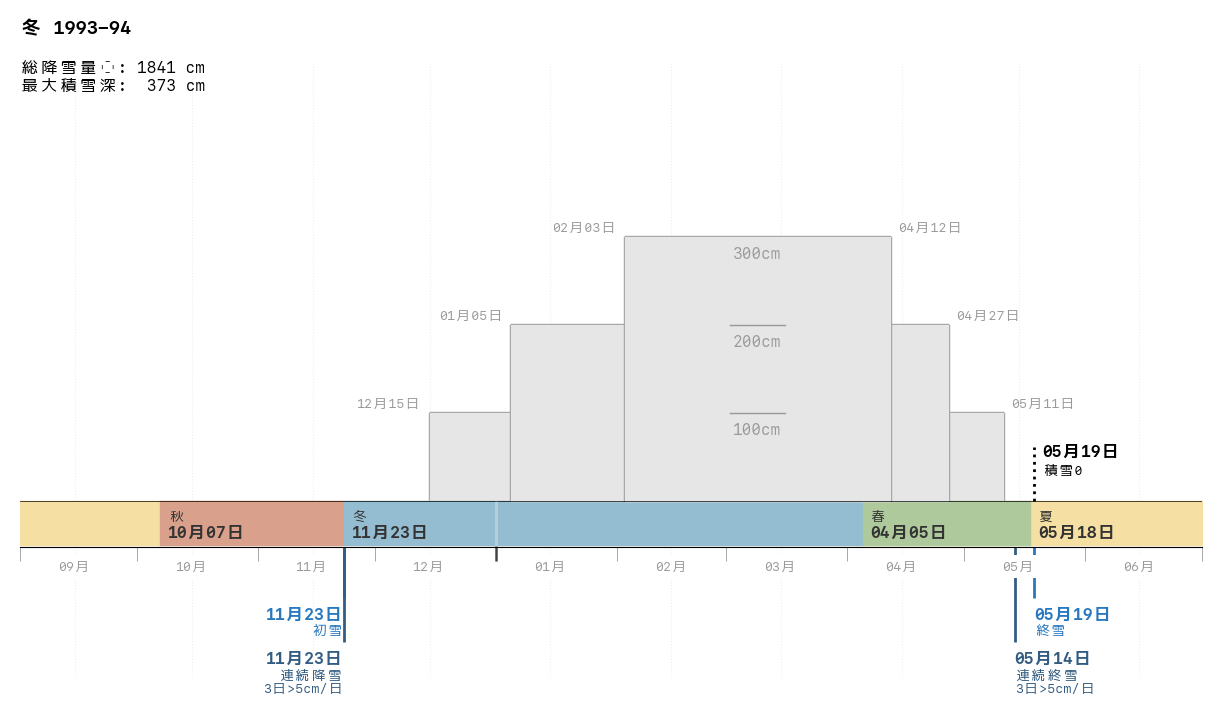 冬 1993–94
総降雪量: 1841 cm
最大積雪深: 373 cm
02月03日
04月12日
300cm
01月05日
04月27日
200cm
12月15日
05月11日
100cm
05月19日
積雪0
秋
10月07日
冬
11月23日
春
04月05日
夏
05月18日
09月
10月
11月
12月
01月
02月
03月
04月
05月
06月
11月23日
初雪
05月19日
終雪
11月23日
連続降雪
3日>5cm/日
05月14日
連続終雪
3日>5cm/日